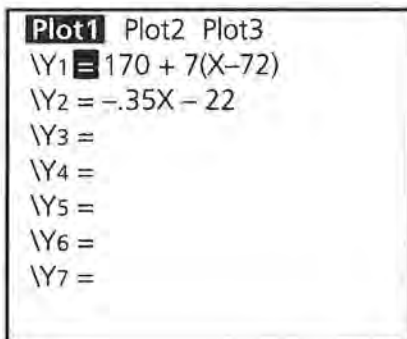 Plot1 Plot2 Plot3
\Y1 = 170 + 7(X–72)
\Y2 = –.35X – 22
\Y3 =
\Y4 =
\Y5 =
\Y6 =
\Y7 =